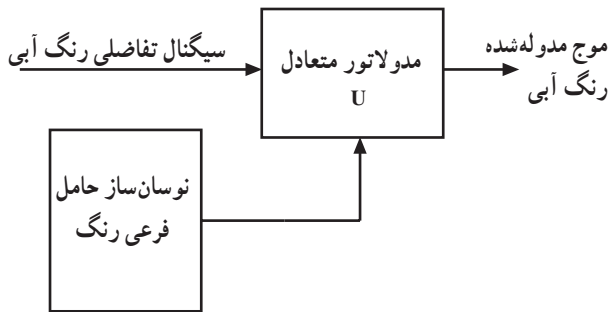 سیگنال تفاضلی رنگ آبی
مدولاتور متعادل
U
موج مدوله‌شده
رنگ آبی
نوسان‌ساز حامل
فرعی رنگ